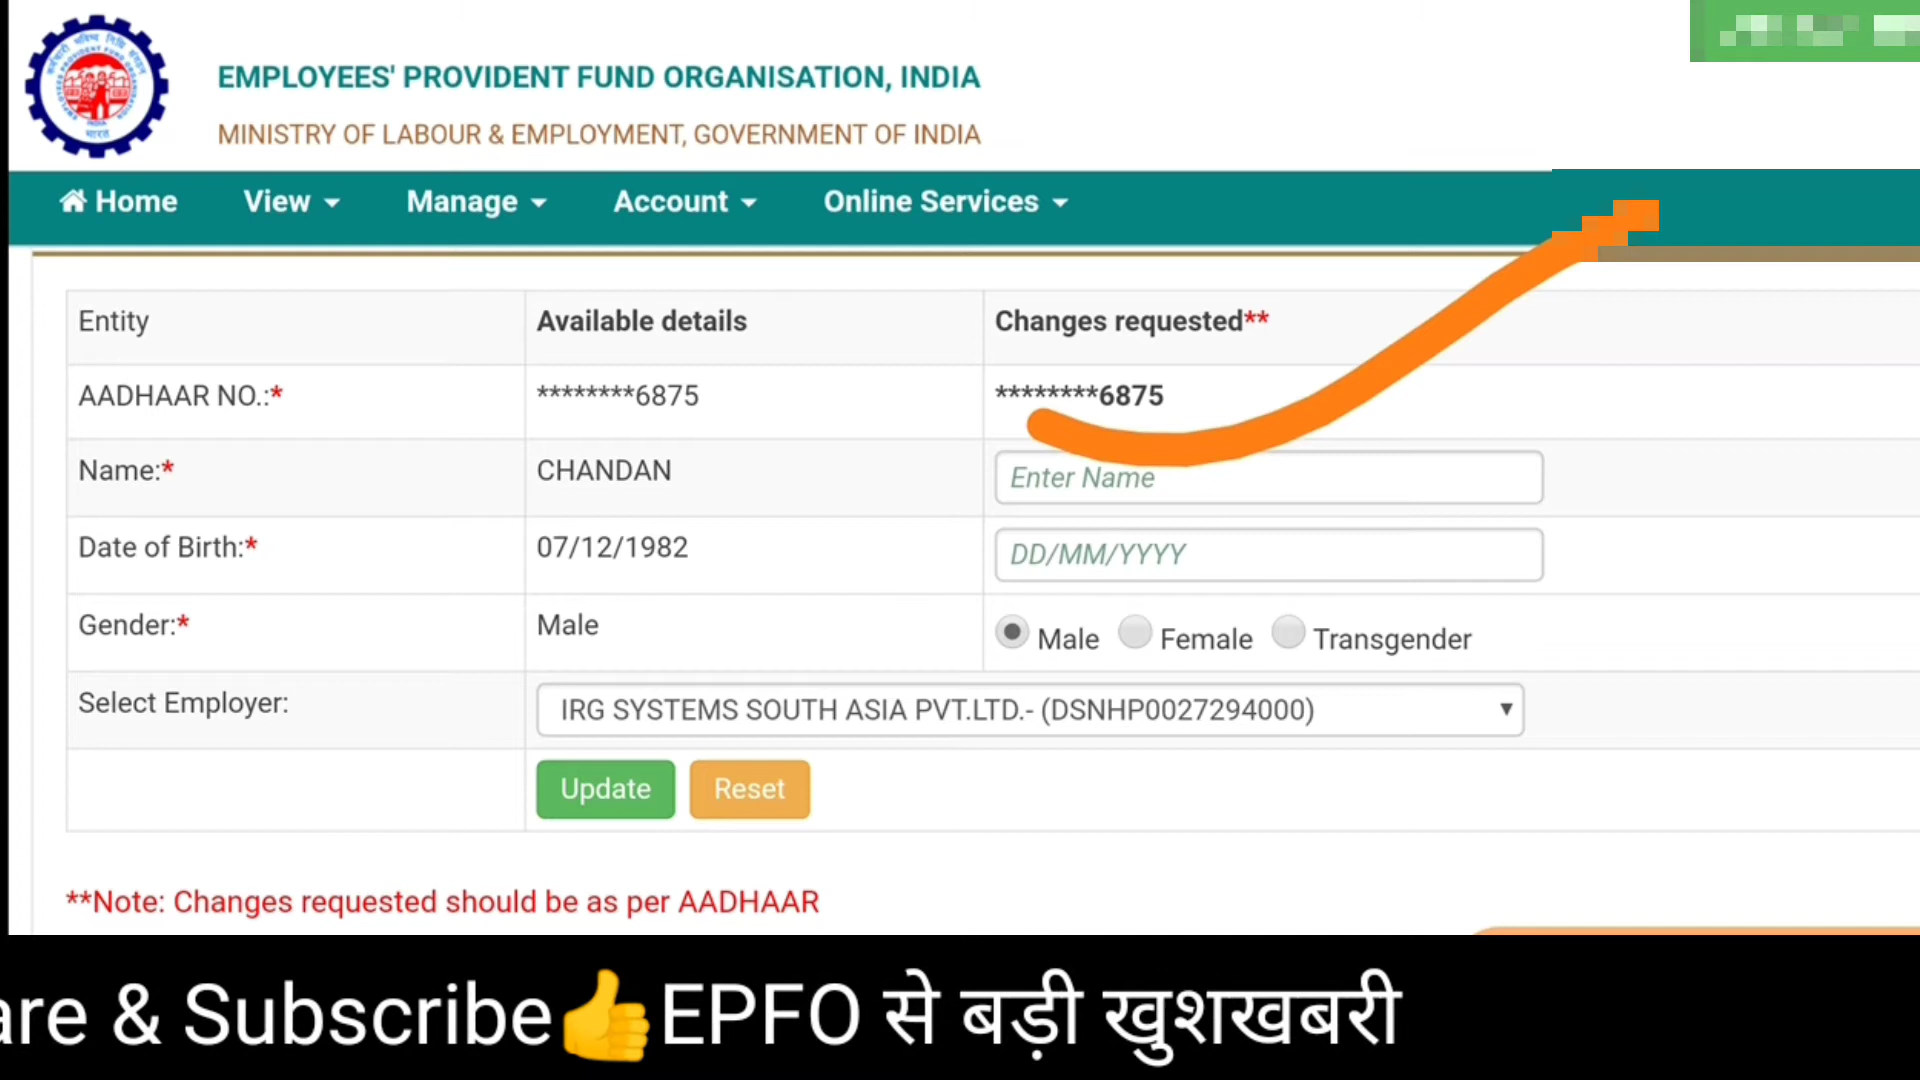 EMPLOYEES' PROVIDENT FUND ORGANISATION, INDIA
MINISTRY OF LABOUR & EMPLOYMENT, GOVERNMENT OF INDIA
Home View Manage Account Online Services
Entity Available details Changes requested**
AADHAAR NO.:* ********6875 ********6875
Name:* CHANDAN Enter Name
Date of Birth:* 07/12/1982 DD/MM/YYYY
Gender:* Male Male Female Transgender
Select Employer: IRG SYSTEMS SOUTH ASIA PVT.LTD.- (DSNHP0027294000)
Update Reset
**Note: Changes requested should be as per AADHAAR
are & Subscribe👍EPFO से बड़ी खुशखबरी